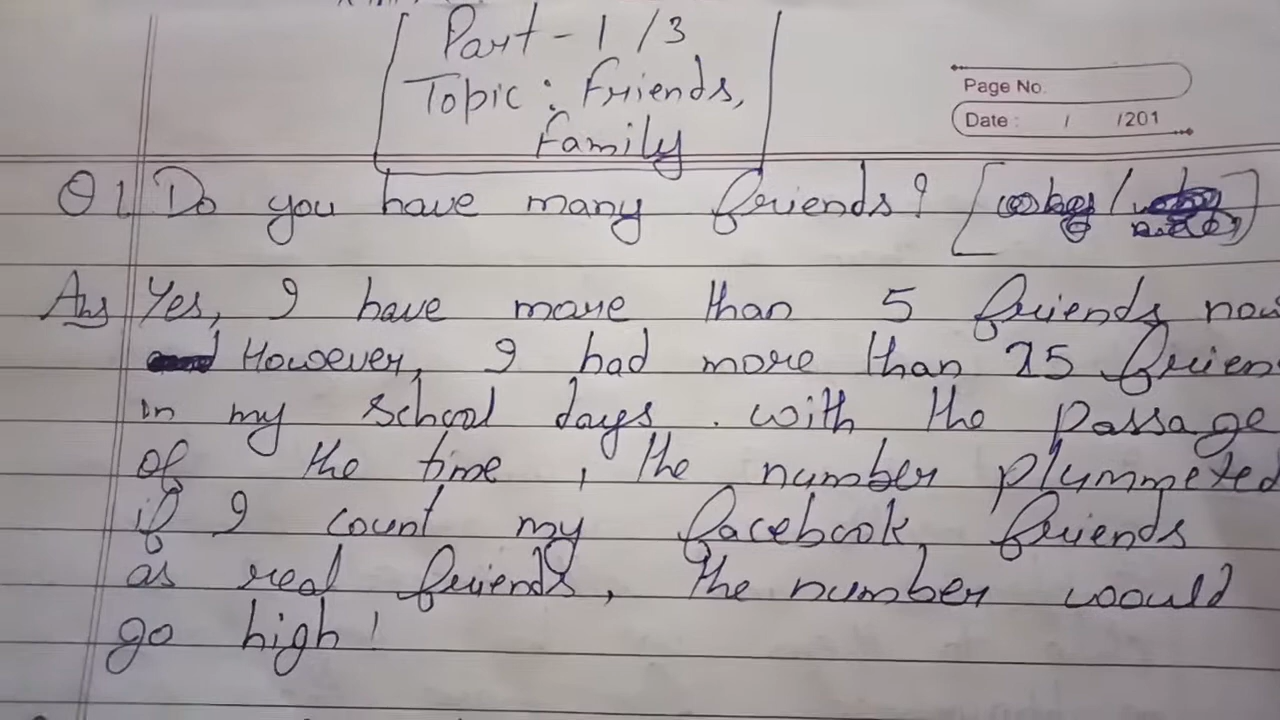 Part - 1 / 3
Topic : Friends,
Family
Page No.
Date : / /201
Q 1 Do you have many friends?
Ans Yes, I have more than 5 friends now
However, I had more than 25 frien
in my school days . with the passage
of the time , the number plummeted
if I count my facebook friends
as real friends, the number would
go high!